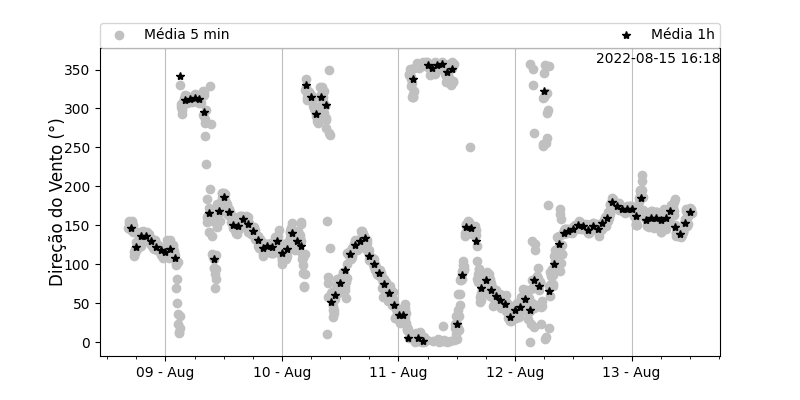 Média 5 min
Média 1h
2022-08-15 16:18
Direção do Vento (°)
350
300
250
200
150
100
50
0
09 - Aug
10 - Aug
11 - Aug
12 - Aug
13 - Aug